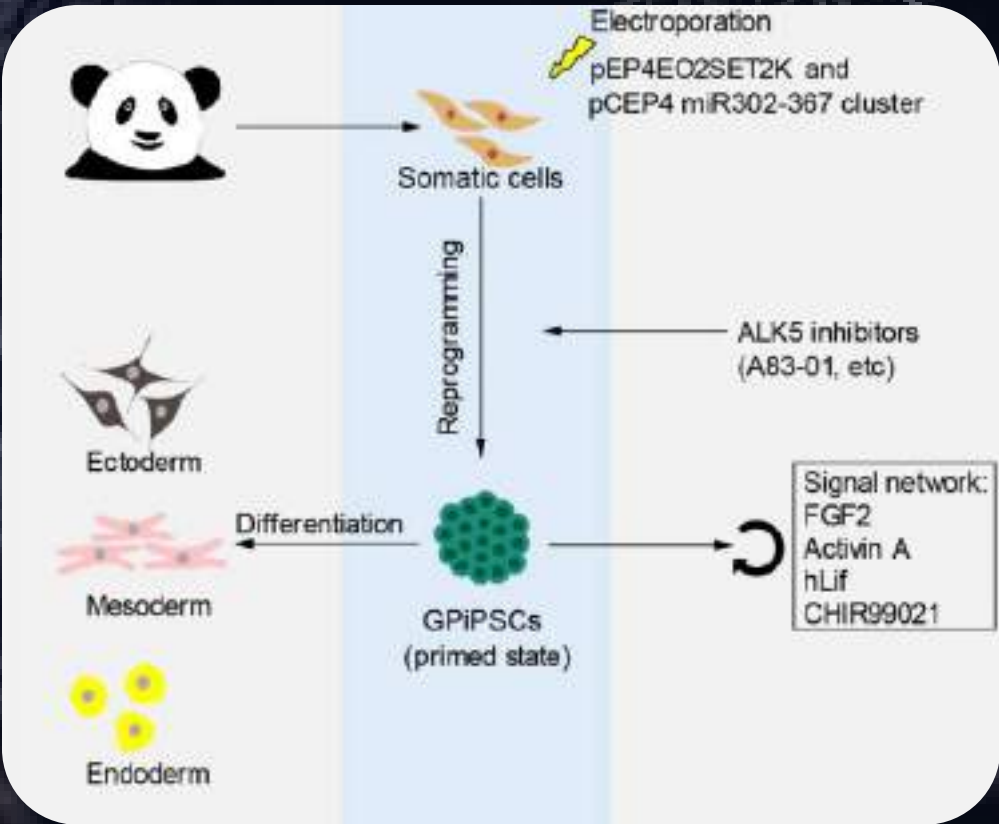 Electroporation
pEP4EO2SET2K and
pCEP4 miR302-367 cluster
Somatic cells
Reprogramming
ALK5 inhibitors
(A83-01, etc)
Ectoderm
Differentiation
Mesoderm
Endoderm
GPiPSCs
(primed state)
Signal network:
FGF2
Activin A
hLif
CHIR99021